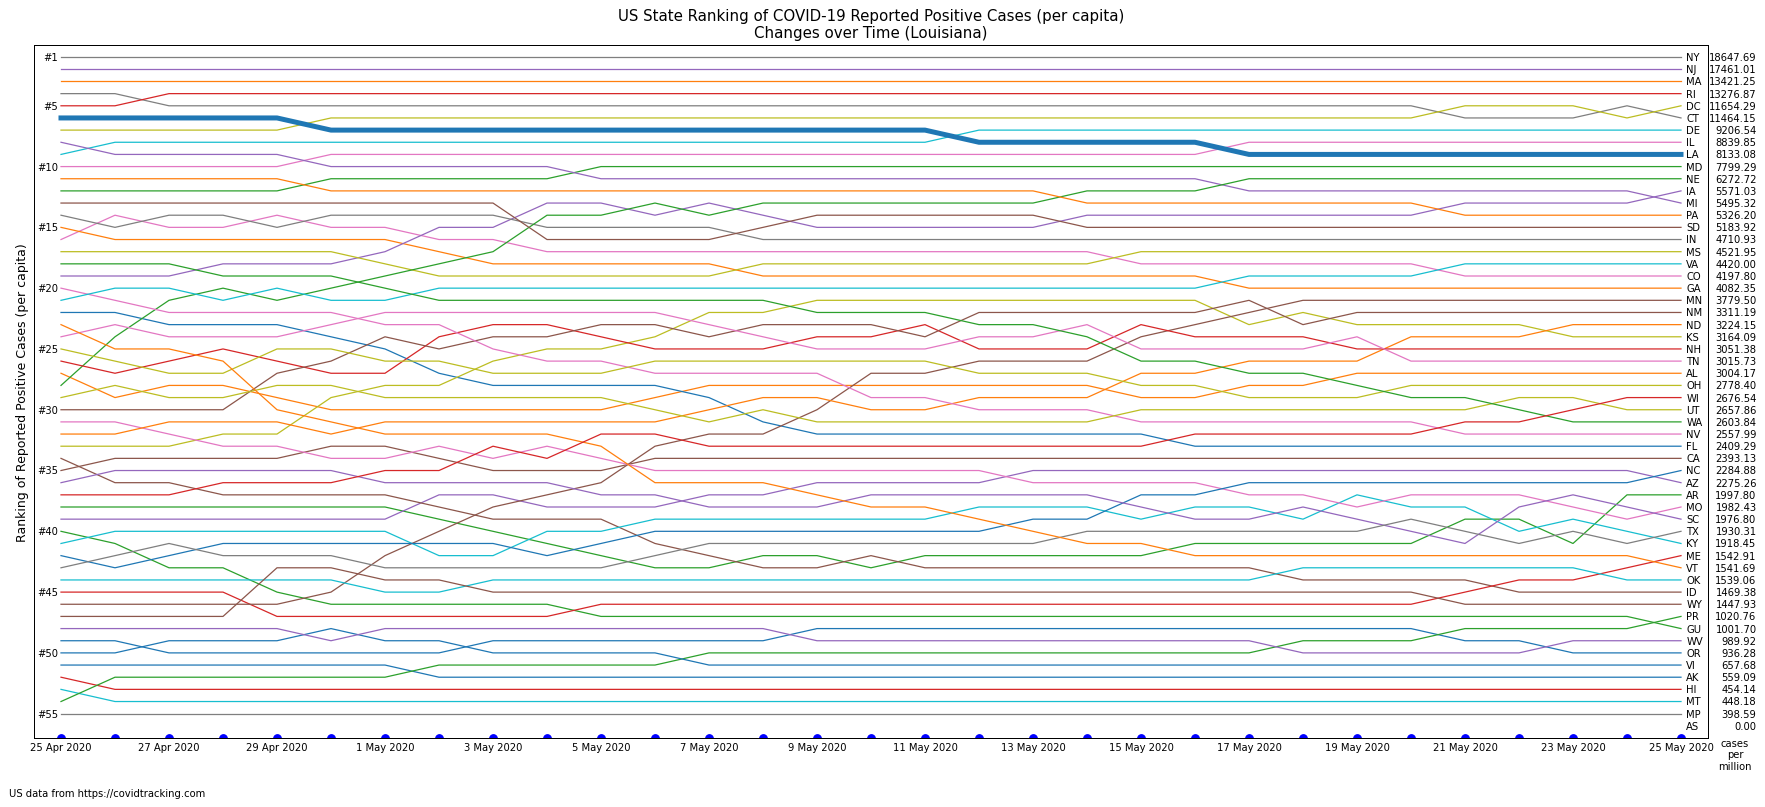 US State Ranking of COVID-19 Reported Positive Cases (per capita)
Changes over Time (Louisiana)
Ranking of Reported Positive Cases (per capita)
#1
#5
#10
#15
#20
#25
#30
#35
#40
#45
#50
#55
NY 18647.69
NJ 17461.01
MA 13421.25
RI 13276.87
DC 11654.29
CT 11464.15
DE 9206.54
IL 8839.85
LA 8133.08
MD 7799.29
NE 6272.72
IA 5571.03
MI 5495.32
PA 5326.20
SD 5183.92
IN 4710.93
MS 4521.95
VA 4420.00
CO 4197.80
GA 4082.35
MN 3779.50
NM 3311.19
ND 3224.15
KS 3164.09
NH 3051.38
TN 3015.73
AL 3004.17
OH 2778.40
WI 2676.54
UT 2657.86
WA 2603.84
NV 2557.99
FL 2409.29
CA 2393.13
NC 2284.88
AZ 2275.26
AR 1997.80
MO 1982.43
SC 1976.80
TX 1930.31
KY 1918.45
ME 1542.91
VT 1541.69
OK 1539.06
ID 1469.38
WY 1447.93
PR 1020.76
GU 1001.70
WV 989.92
OR 936.28
VI 657.68
AK 559.09
HI 454.14
MT 448.18
MP 398.59
AS 0.00
25 Apr 2020 27 Apr 2020 29 Apr 2020 1 May 2020 3 May 2020 5 May 2020 7 May 2020 9 May 2020 11 May 2020 13 May 2020 15 May 2020 17 May 2020 19 May 2020 21 May 2020 23 May 2020 25 May 2020
cases
per
million
US data from https://covidtracking.com